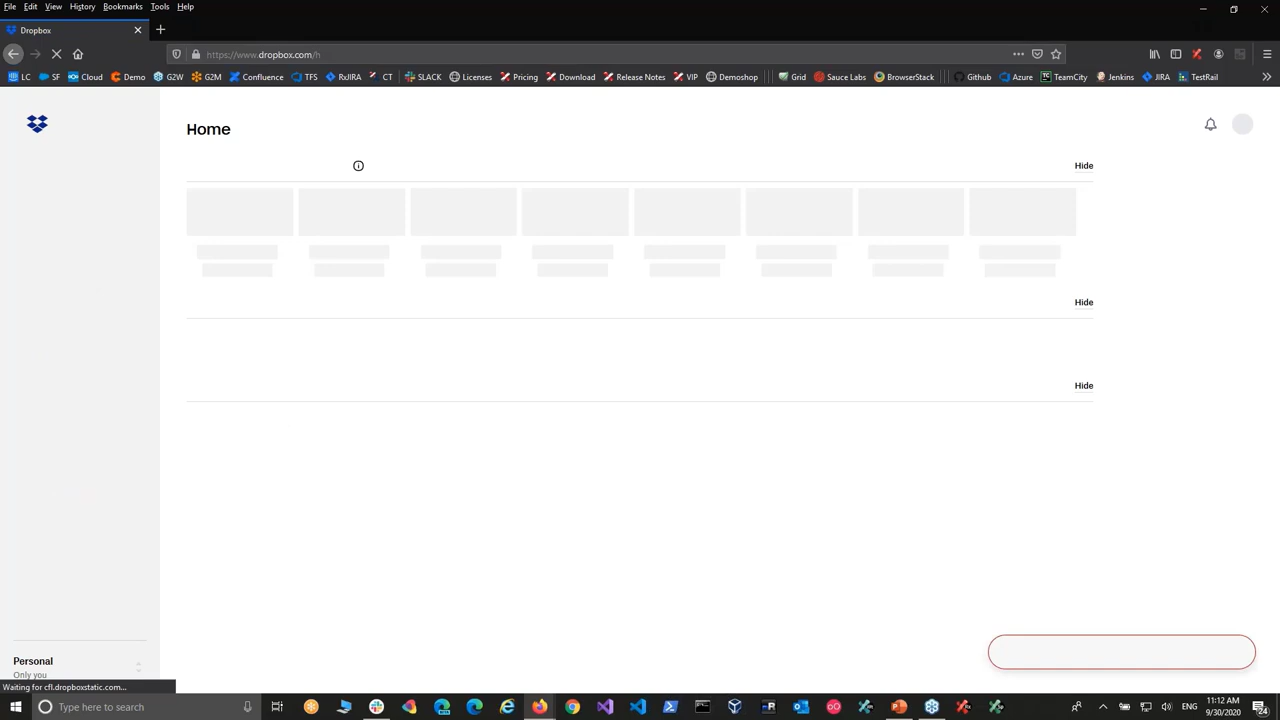 File Edit View History Bookmarks Tools Help
Dropbox
https://www.dropbox.com/h
LC SF Cloud Demo G2W G2M Confluence TFS RxJIRA CT SLACK Licenses Pricing Download Release Notes VIP Demoshop Grid Sauce Labs BrowserStack Github Azure TeamCity Jenkins JIRA TestRail
Home
Hide
Hide
Hide
Personal
Only you
Waiting for cfl.dropboxstatic.com...
Type here to search
ENG
11:12 AM
9/30/2020
24